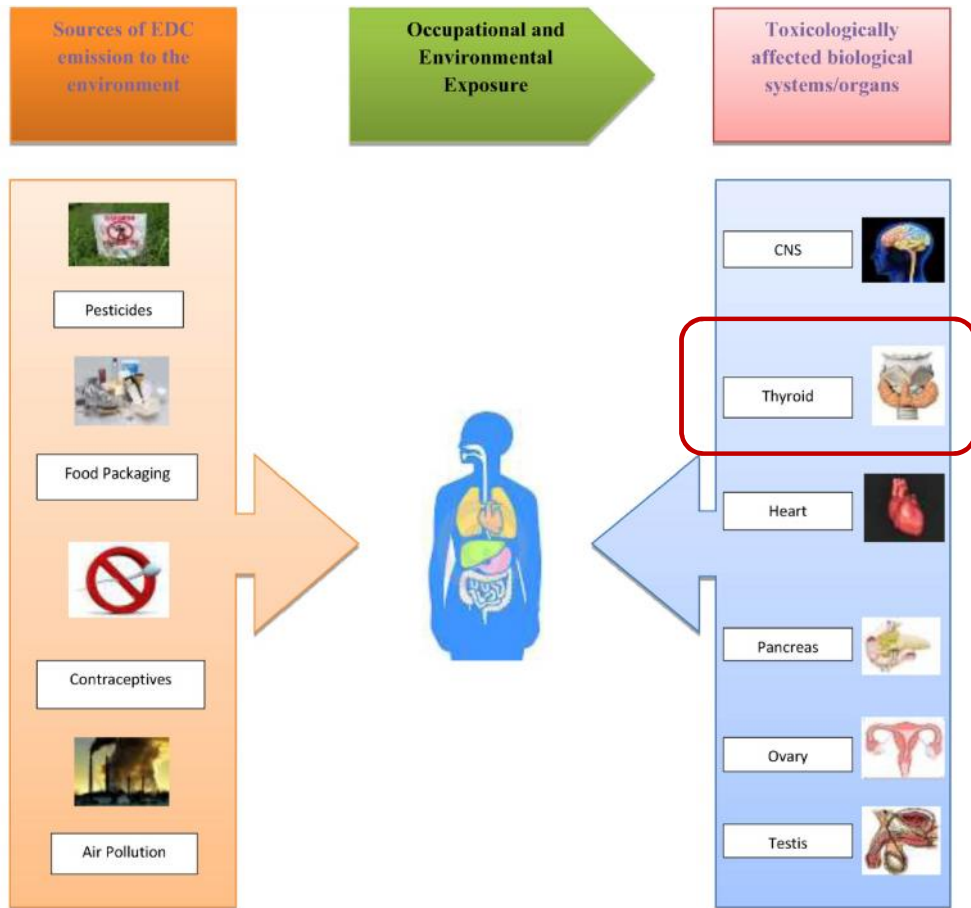 Sources of EDC
emission to the
environment
Occupational and
Environmental
Exposure
Toxicologically
affected biological
systems/organs
Pesticides
Food Packaging
Contraceptives
Air Pollution
CNS
Thyroid
Heart
Pancreas
Ovary
Testis